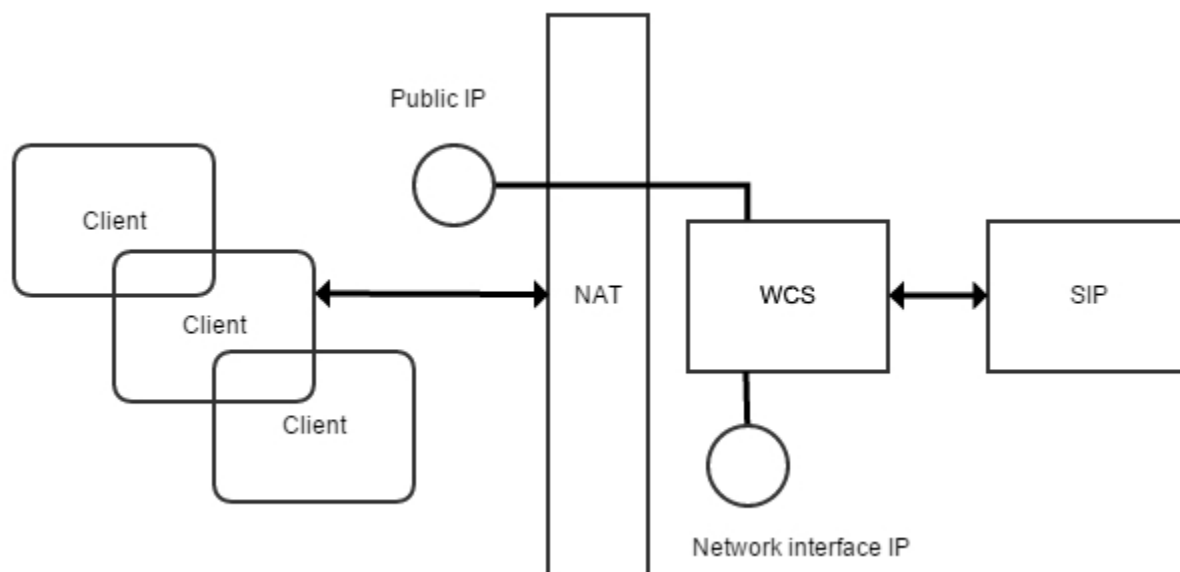 Public IP
Client
Client
Client
NAT
WCS
SIP
Network interface IP